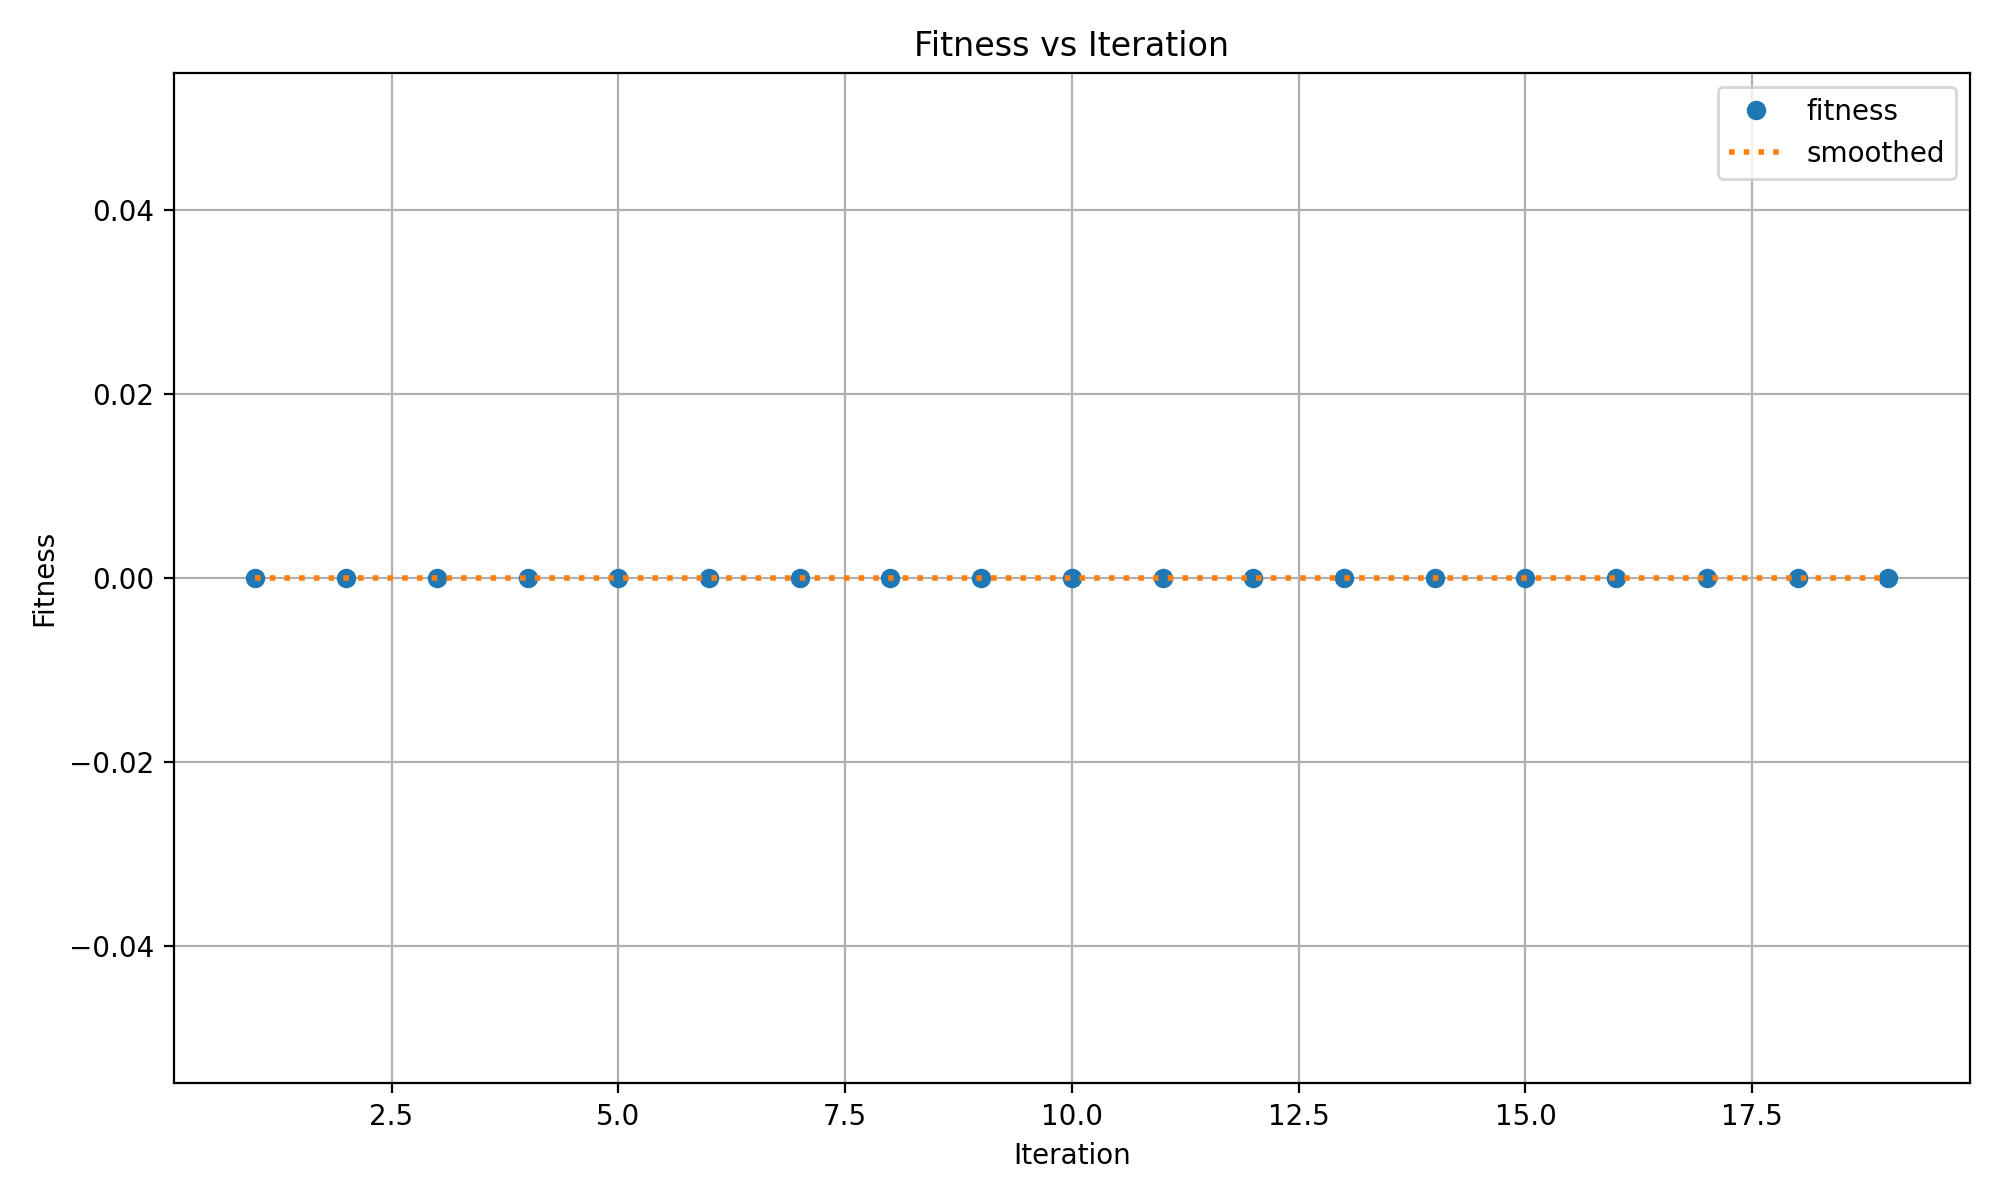 Fitness vs Iteration
fitness
smoothed
0.04
0.02
0.00
−0.02
−0.04
Fitness
2.5 5.0 7.5 10.0 12.5 15.0 17.5
Iteration